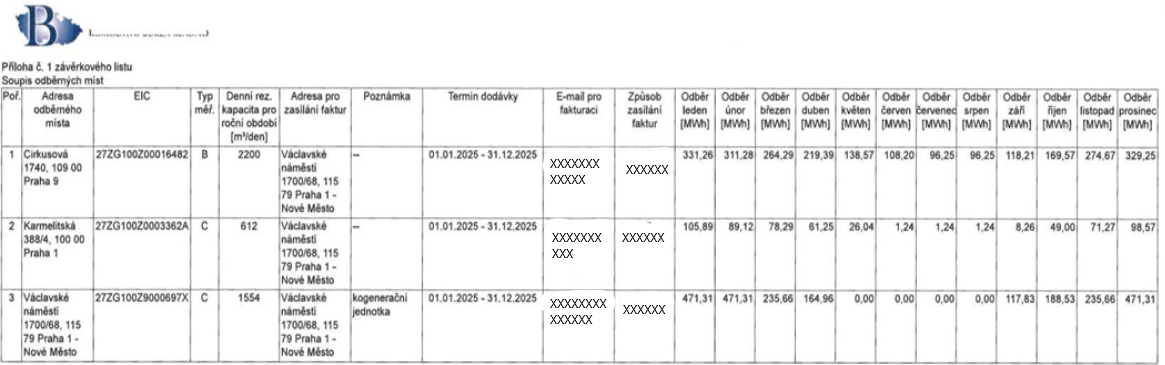 B
Příloha č. 1 závěrkového listu
Soupis odběrných míst
Poř. Adresa odběrného místa EIC Typ měř. Denní rez. kapacita pro roční období [m³/den] Adresa pro zasílání faktur Poznámka Termín dodávky E-mail pro fakturaci Způsob zasílání faktur Odběr leden [MWh] Odběr únor [MWh] Odběr březen [MWh] Odběr duben [MWh] Odběr květen [MWh] Odběr červen [MWh] Odběr červenec [MWh] Odběr srpen [MWh] Odběr září [MWh] Odběr říjen [MWh] Odběr listopad [MWh] Odběr prosinec [MWh]
1 Cirkusová 1740, 109 00 Praha 9 27ZG100Z00016482 B 2200 Václavské náměstí 1700/68, 115 79 Praha 1 - Nové Město -- 01.01.2025 - 31.12.2025 XXXXXXX XXXXX XXXXXX 331,26 311,28 264,29 219,39 138,57 108,20 96,25 96,25 118,21 169,57 274,67 329,25
2 Karmelitská 388/4, 100 00 Praha 1 27ZG100Z0003362A C 612 Václavské náměstí 1700/68, 115 79 Praha 1 - Nové Město -- 01.01.2025 - 31.12.2025 XXXXXXX XXX XXXXXX 105,89 89,12 78,29 61,25 26,04 1,24 1,24 1,24 8,26 49,00 71,27 98,57
3 Václavské náměstí 1700/68, 115 79 Praha 1 - Nové Město 27ZG100Z9000697X C 1554 Václavské náměstí 1700/68, 115 79 Praha 1 - Nové Město kogenerační jednotka 01.01.2025 - 31.12.2025 XXXXXXXX XXXXXX XXXXXX 471,31 471,31 235,66 164,96 0,00 0,00 0,00 0,00 117,83 188,53 235,66 471,31